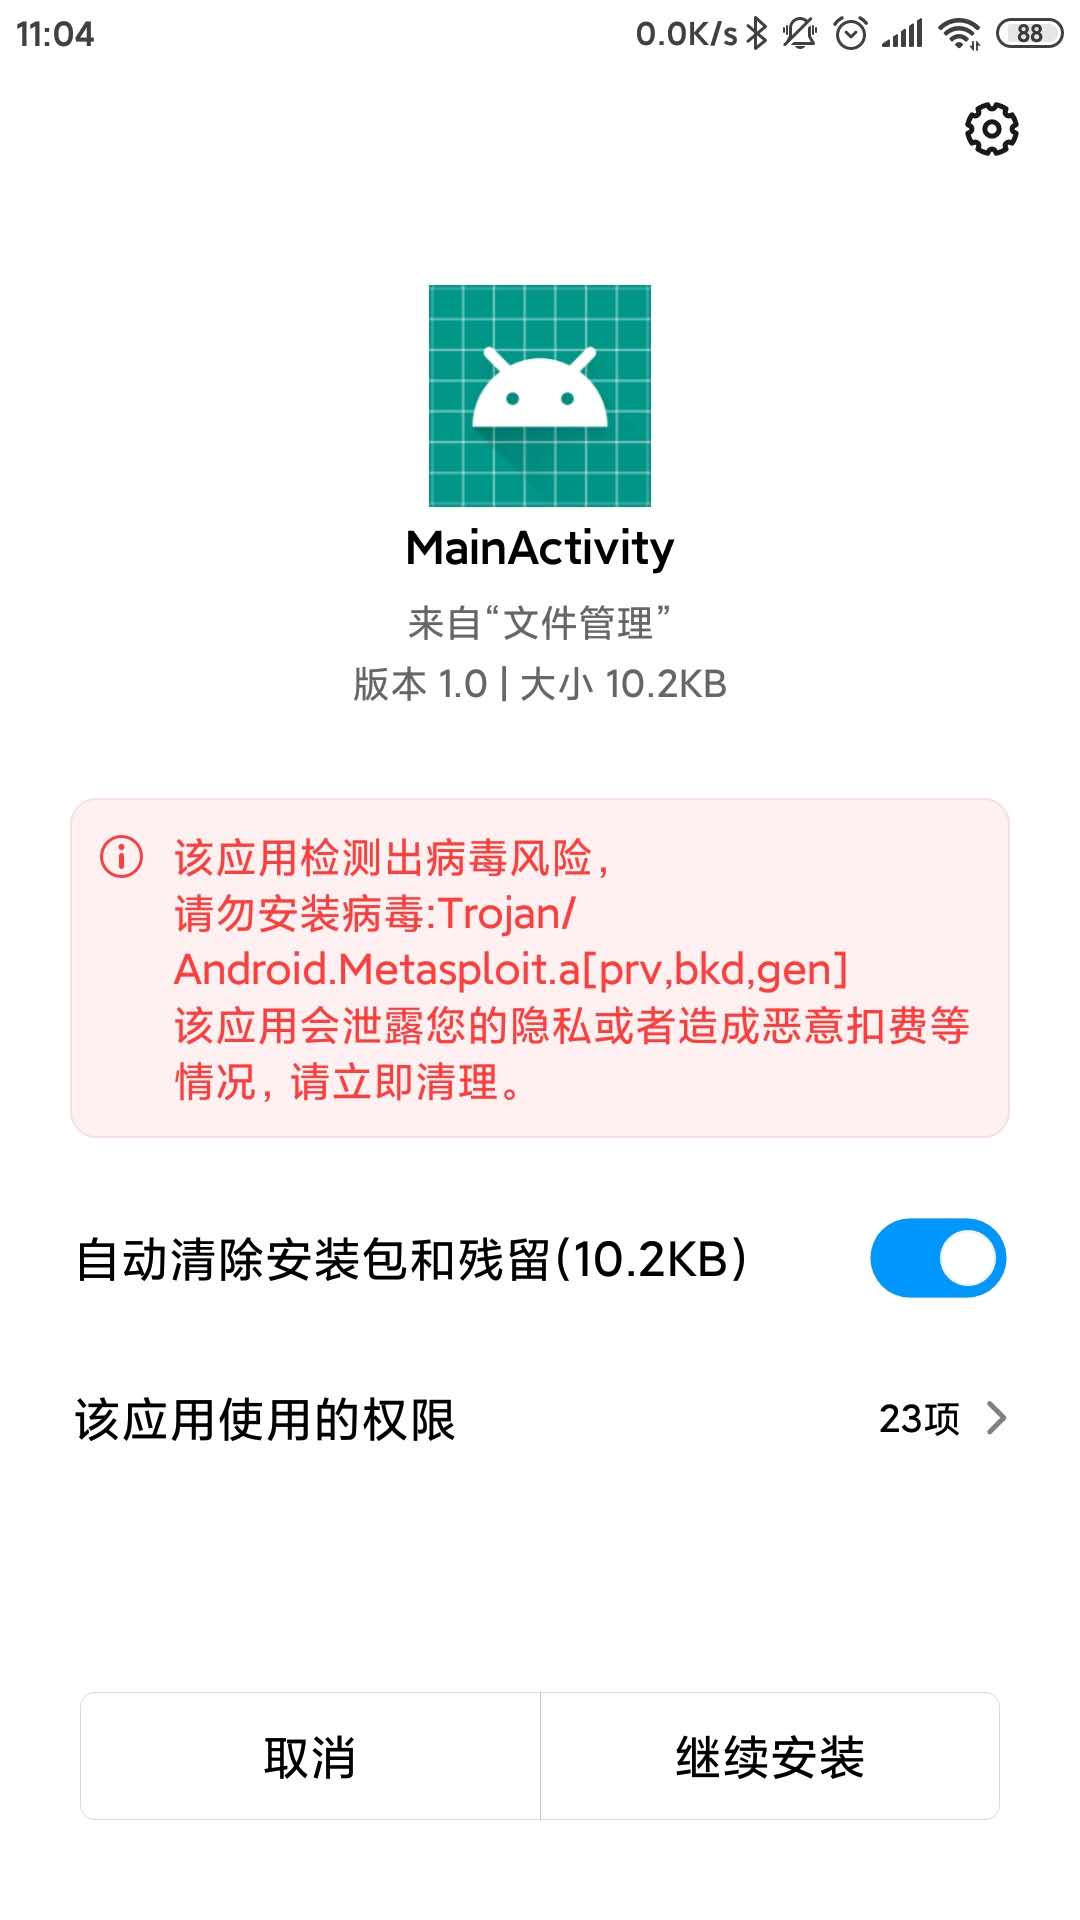 11:04
0.0K/s
88
MainActivity
来自“文件管理”
版本 1.0 | 大小 10.2KB
该应用检测出病毒风险，
请勿安装病毒:Trojan/
Android.Metasploit.a[prv,bkd,gen]
该应用会泄露您的隐私或者造成恶意扣费等
情况，请立即清理。
自动清除安装包和残留(10.2KB)
该应用使用的权限
23项
取消
继续安装